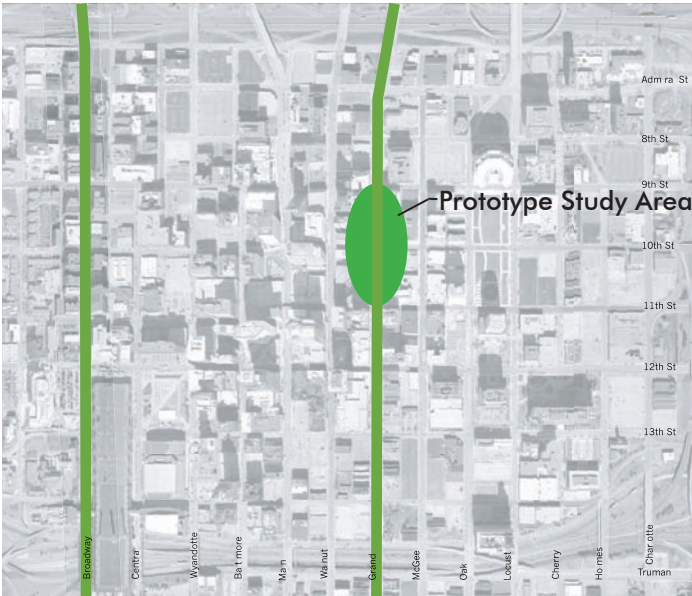 Adm ra St
8th St
9th St
Prototype Study Area
10th St
11th St
12th St
13th St
Broadway
Centra
Wyandotte
Ba t more
Ma n
Wa nut
Grand
McGee
Oak
Locust
Cherry
Ho mes
Char otte
Truman